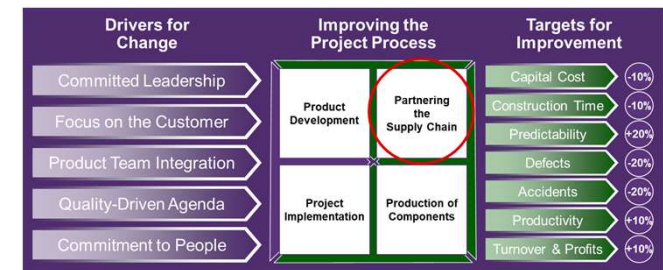 Drivers for
Change
Committed Leadership
Focus on the Customer
Product Team Integration
Quality-Driven Agenda
Commitment to People
Improving the
Project Process
Product
Development
Partnering
the
Supply Chain
Project
Implementation
Production of
Components
Targets for
Improvement
Capital Cost -10%
Construction Time -10%
Predictability +20%
Defects -20%
Accidents -20%
Productivity +10%
Turnover & Profits +10%